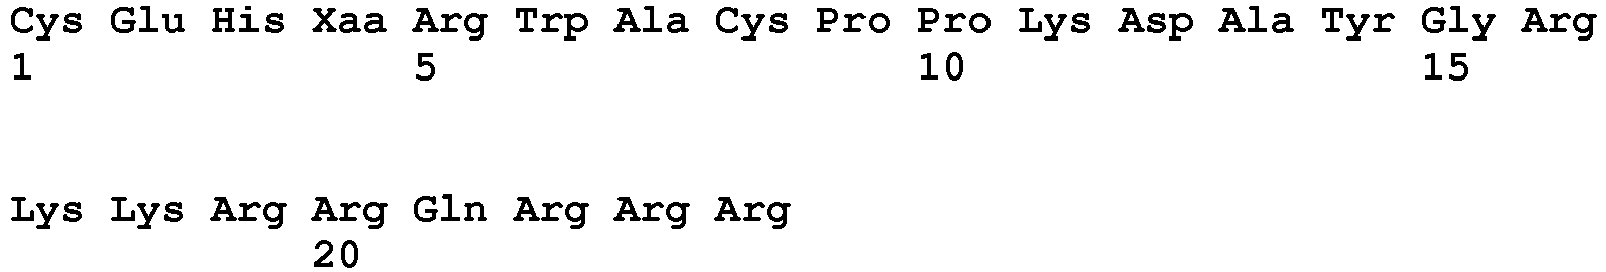 Cys Glu His Xaa Arg Trp Ala Cys Pro Pro Lys Asp Ala Tyr Gly Arg
1 5 10 15
Lys Lys Arg Arg Gln Arg Arg Arg
20